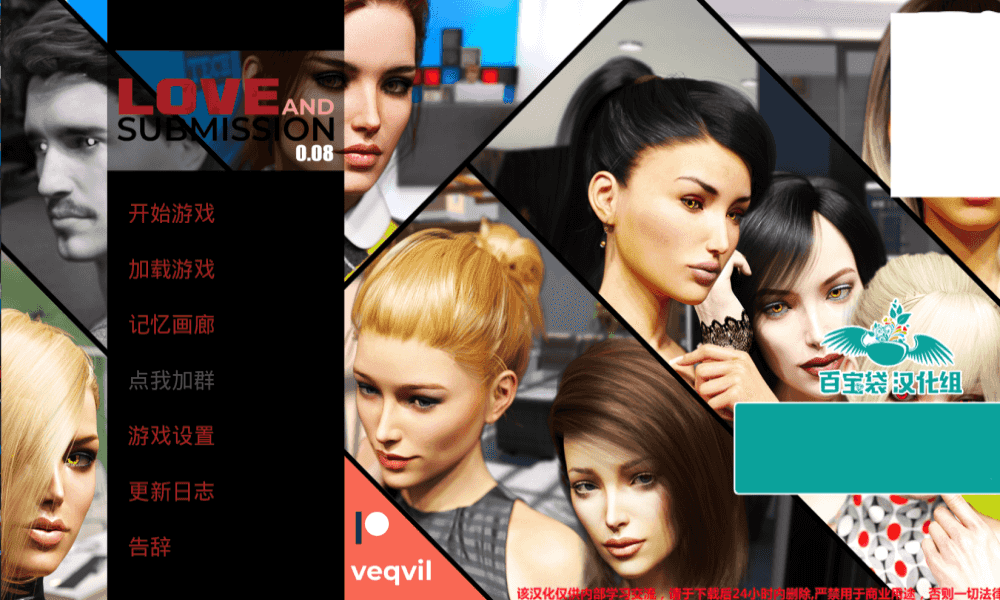 LOVE AND
SUBMISSION
0.08
开始游戏
加载游戏
记忆画廊
点我加群
游戏设置
更新日志
告辞
veqvil
百宝袋汉化组
该汉化仅供内部学习交流，请于下载后24小时内删除,严禁用于商业用途，否则一切法律